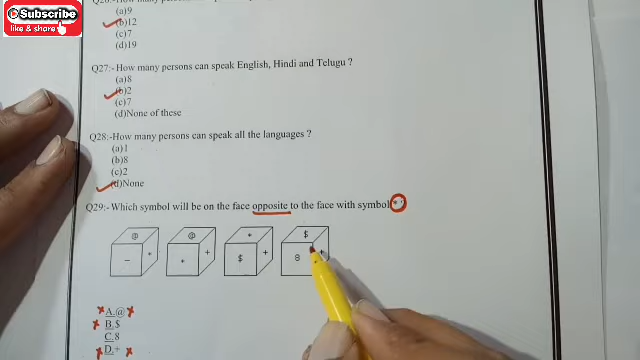 Subscribe
like & share
(a)9
(b)12
(c)7
(d)19
Q27:- How many persons can speak English, Hindi and Telugu ?
(a)8
(b)2
(c)7
(d)None of these
Q28:-How many persons can speak all the languages ?
(a)1
(b)8
(c)2
(d)None
Q29:- Which symbol will be on the face opposite to the face with symbol
@ @ * $
- * * + $ + 8
A.@
B.$
C.8
D.+